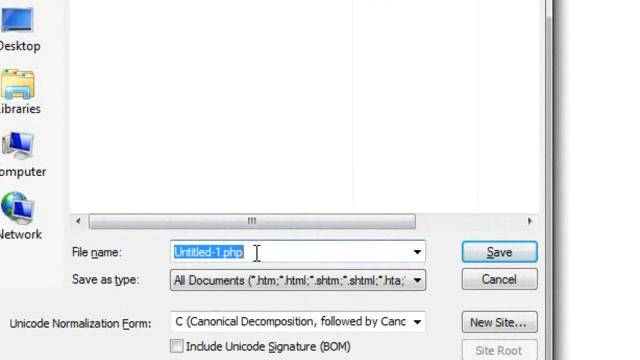 Desktop
Libraries
Computer
Network
File name:
Untitled-1.php
Save
Save as type:
All Documents (*.htm;*.html;*.shtm;*.shtml;*.hta;
Cancel
Unicode Normalization Form:
C (Canonical Decomposition, followed by Canc
New Site...
Include Unicode Signature (BOM)
Site Root